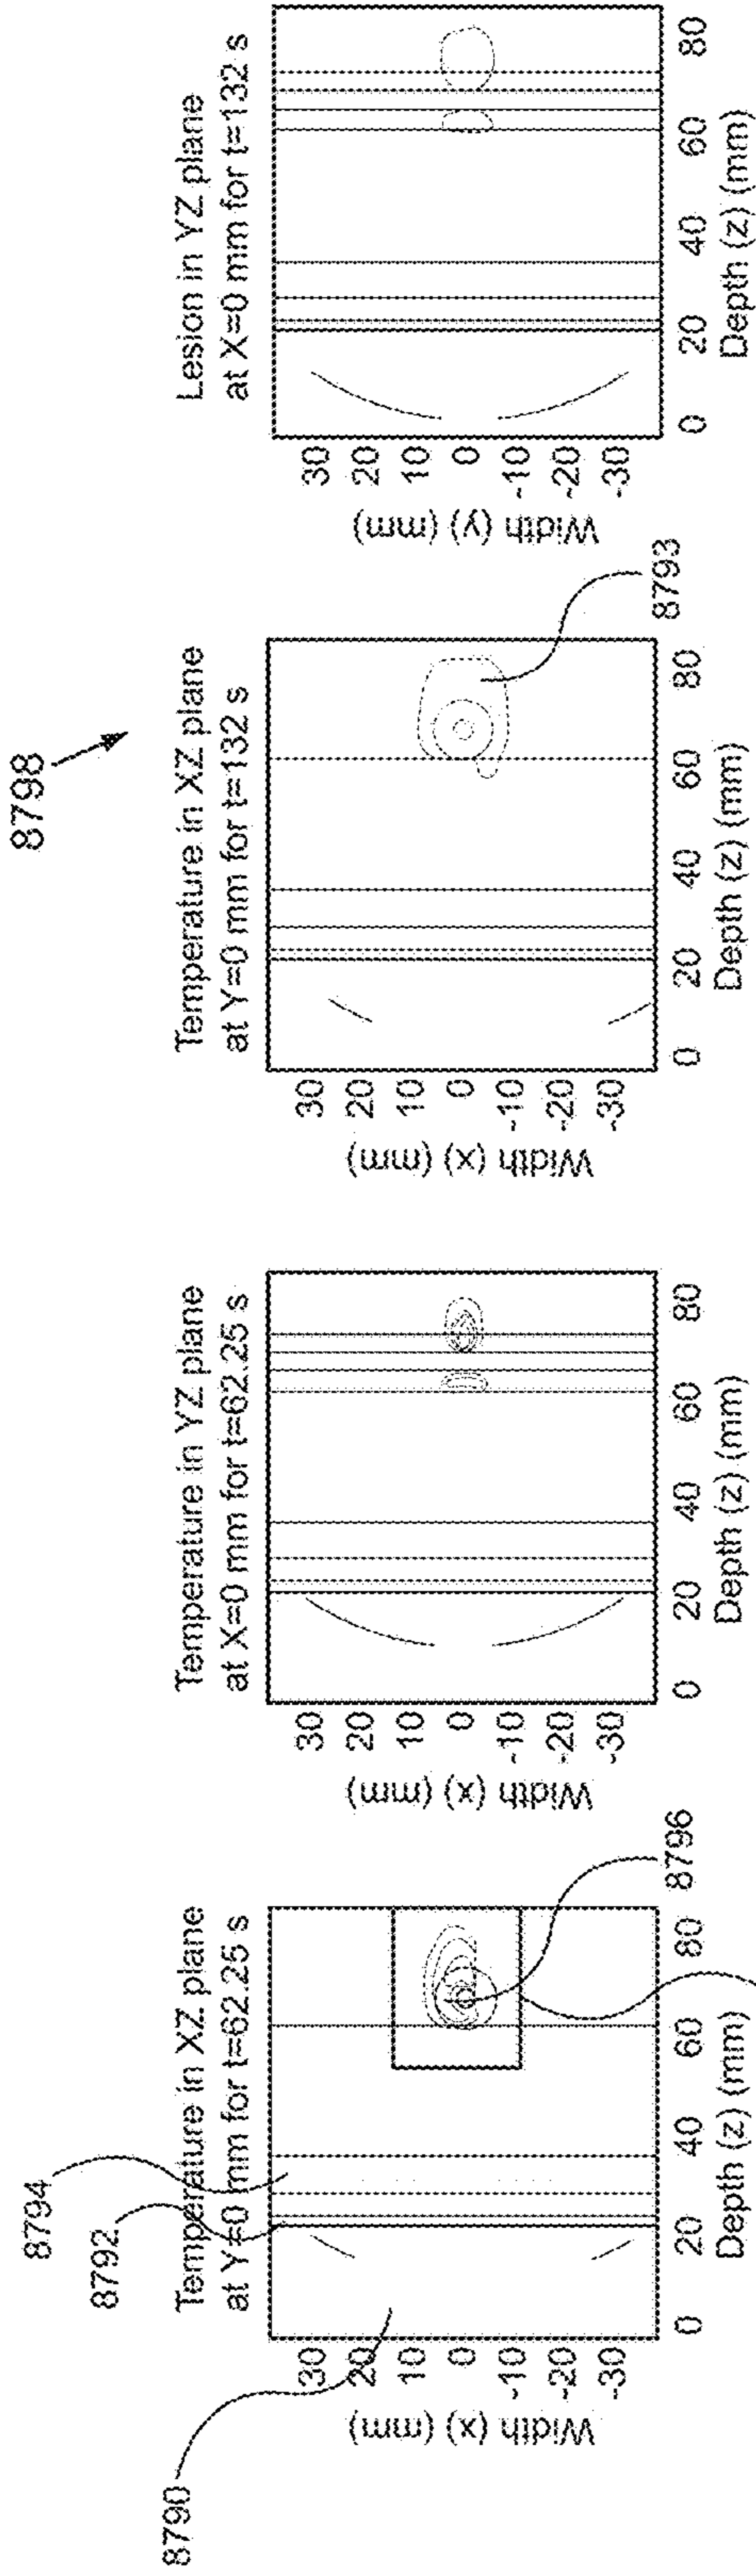 8798
8790
8792
8794
Temperature in XZ plane
at Y=0 mm for t=62.25 s
Width (x) (mm)
30
20
10
0
-10
-20
-30
0 20 40 60 80
Depth (z) (mm)
8796
Temperature in YZ plane
at X=0 mm for t=62.25 s
Width (x) (mm)
30
20
10
0
-10
-20
-30
0 20 40 60 80
Depth (z) (mm)
Temperature in XZ plane
at Y=0 mm for t=132 s
Width (x) (mm)
30
20
10
0
-10
-20
-30
0 20 40 60 80
Depth (z) (mm)
8793
Lesion in YZ plane
at X=0 mm for t=132 s
Width (y) (mm)
30
20
10
0
-10
-20
-30
0 20 40 60 80
Depth (z) (mm)